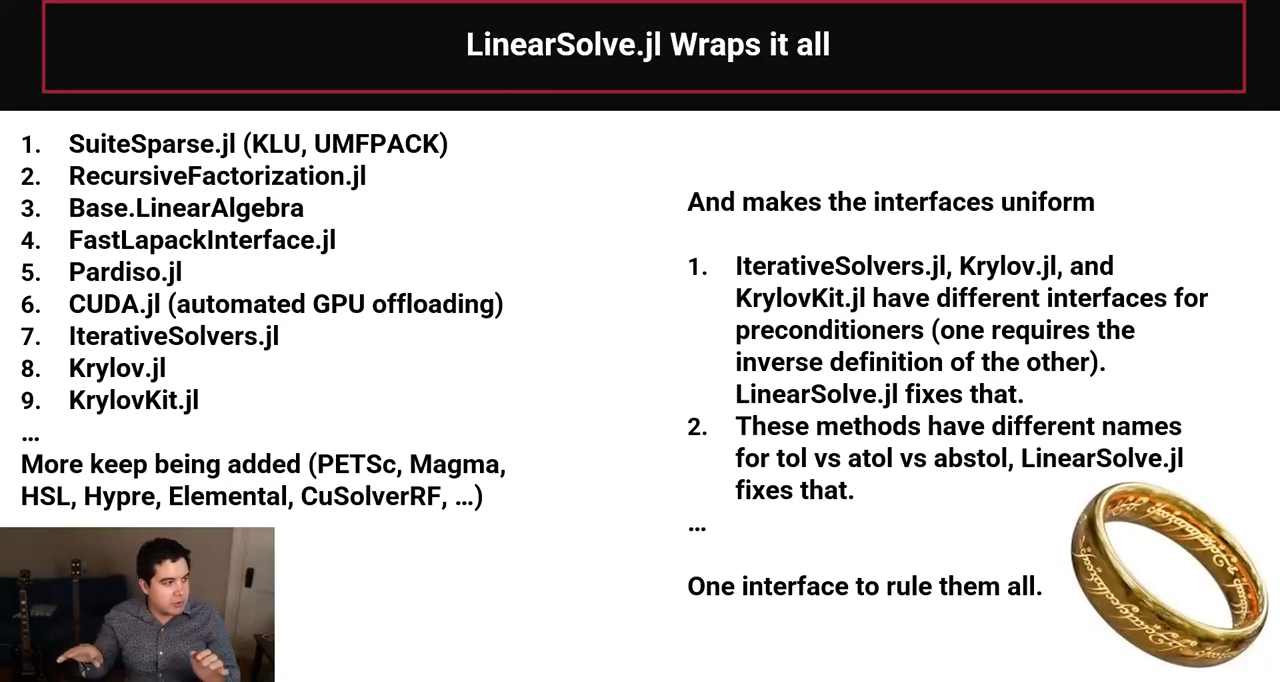 LinearSolve.jl Wraps it all
1. SuiteSparse.jl (KLU, UMFPACK)
2. RecursiveFactorization.jl
3. Base.LinearAlgebra
4. FastLapackInterface.jl
5. Pardiso.jl
6. CUDA.jl (automated GPU offloading)
7. IterativeSolvers.jl
8. Krylov.jl
9. KrylovKit.jl
...
More keep being added (PETSc, Magma,
HSL, Hypre, Elemental, CuSolverRF, ...)
And makes the interfaces uniform
1. IterativeSolvers.jl, Krylov.jl, and
KrylovKit.jl have different interfaces for
preconditioners (one requires the
inverse definition of the other).
LinearSolve.jl fixes that.
2. These methods have different names
for tol vs atol vs abstol, LinearSolve.jl
fixes that.
...
One interface to rule them all.